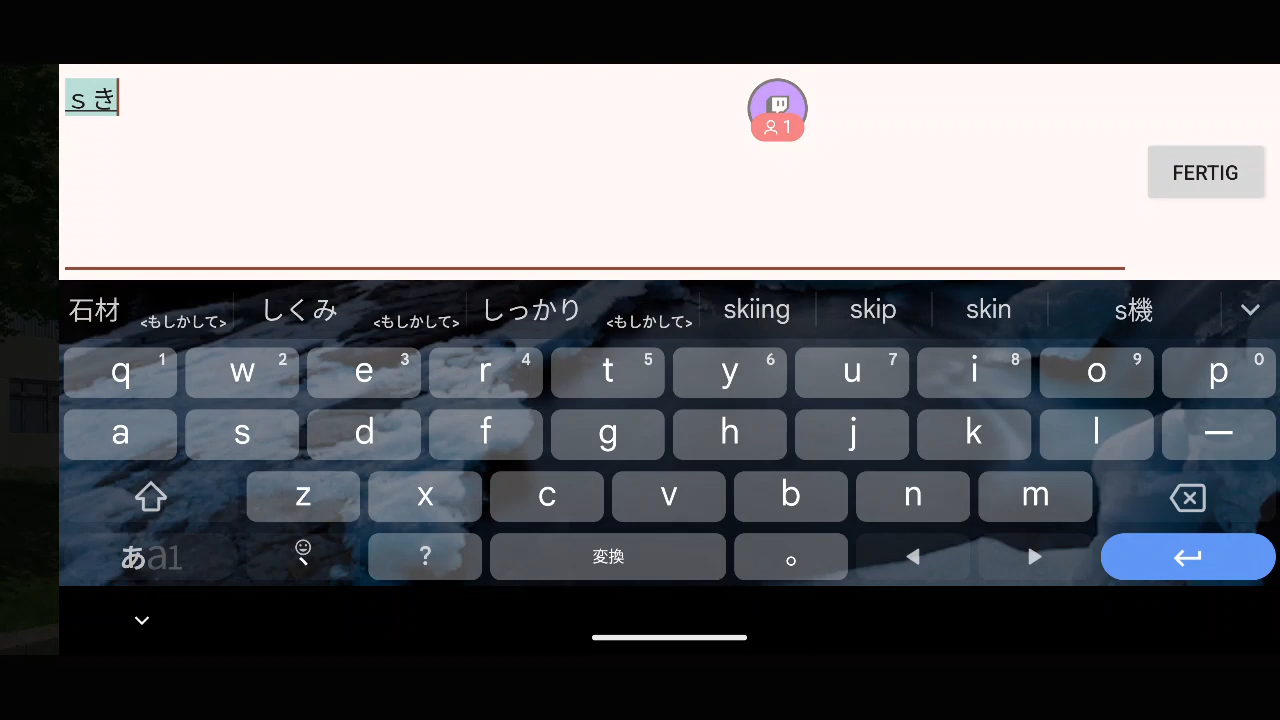 ｓき
1
FERTIG
石材 <もしかして> しくみ <もしかして> しっかり <もしかして> skiing skip skin s機
q 1 w 2 e 3 r 4 t 5 y 6 u 7 i 8 o 9 p 0
a s d f g h j k l ー
z x c v b n m
あa1 、 ? 変換 。